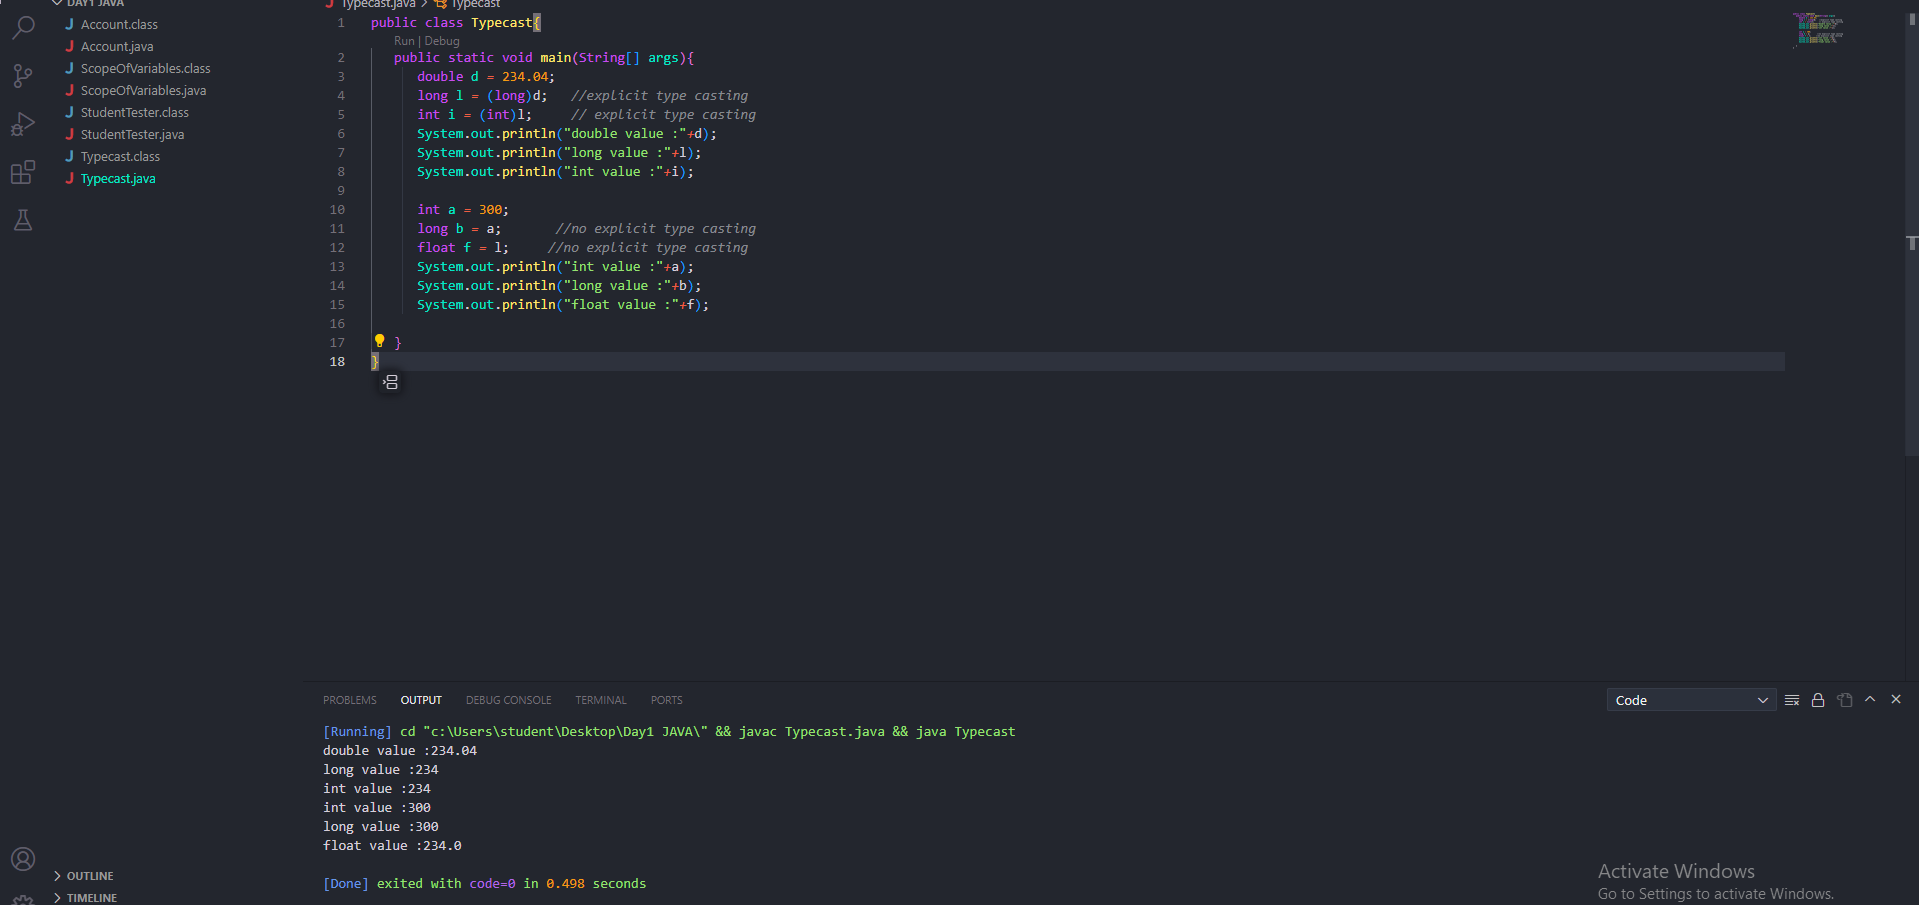 DAY1 JAVA
Account.class
Account.java
ScopeOfVariables.class
ScopeOfVariables.java
StudentTester.class
StudentTester.java
Typecast.class
Typecast.java
OUTLINE
TIMELINE
Typecast.java > Typecast
1 public class Typecast{
Run | Debug
2 public static void main(String[] args){
3 double d = 234.04;
4 long l = (long)d; //explicit type casting
5 int i = (int)l; // explicit type casting
6 System.out.println("double value :"+d);
7 System.out.println("long value :"+l);
8 System.out.println("int value :"+i);
9
10 int a = 300;
11 long b = a; //no explicit type casting
12 float f = l; //no explicit type casting
13 System.out.println("int value :"+a);
14 System.out.println("long value :"+b);
15 System.out.println("float value :"+f);
16
17 }
18 }
PROBLEMS OUTPUT DEBUG CONSOLE TERMINAL PORTS Code
[Running] cd "c:\Users\student\Desktop\Day1 JAVA\" && javac Typecast.java && java Typecast
double value :234.04
long value :234
int value :234
int value :300
long value :300
float value :234.0
[Done] exited with code=0 in 0.498 seconds
Activate Windows
Go to Settings to activate Windows.